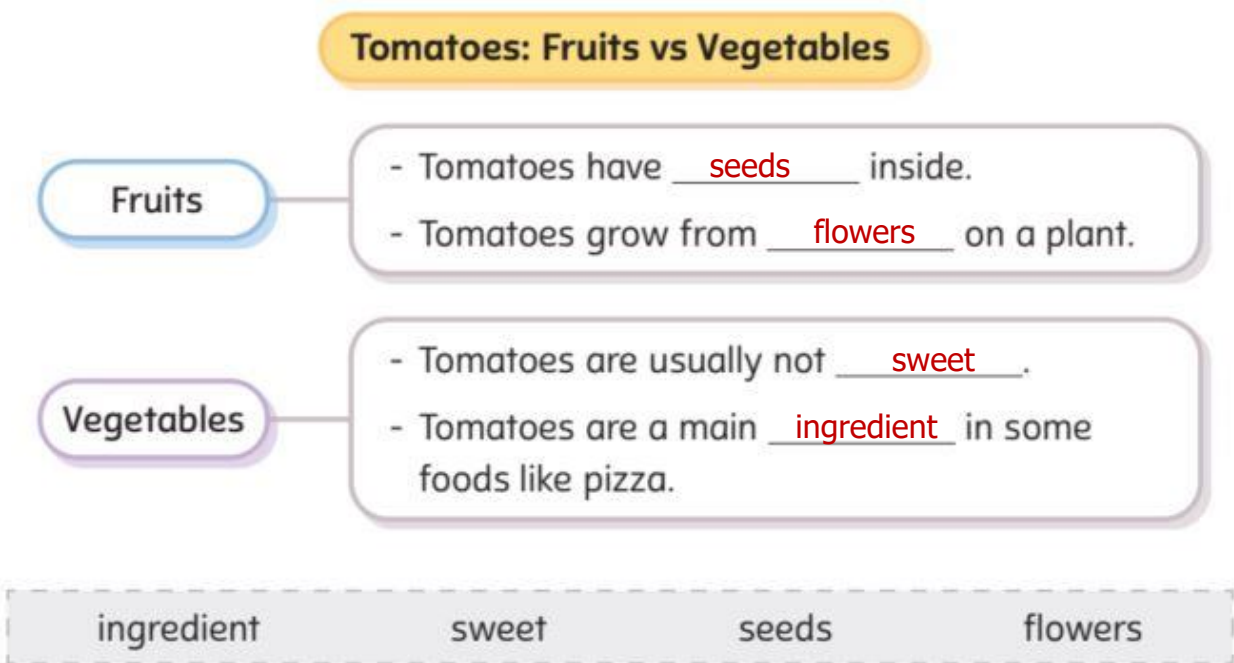 Tomatoes: Fruits vs Vegetables
Fruits
- Tomatoes have seeds inside.
- Tomatoes grow from flowers on a plant.
Vegetables
- Tomatoes are usually not sweet.
- Tomatoes are a main ingredient in some
foods like pizza.
ingredient sweet seeds flowers